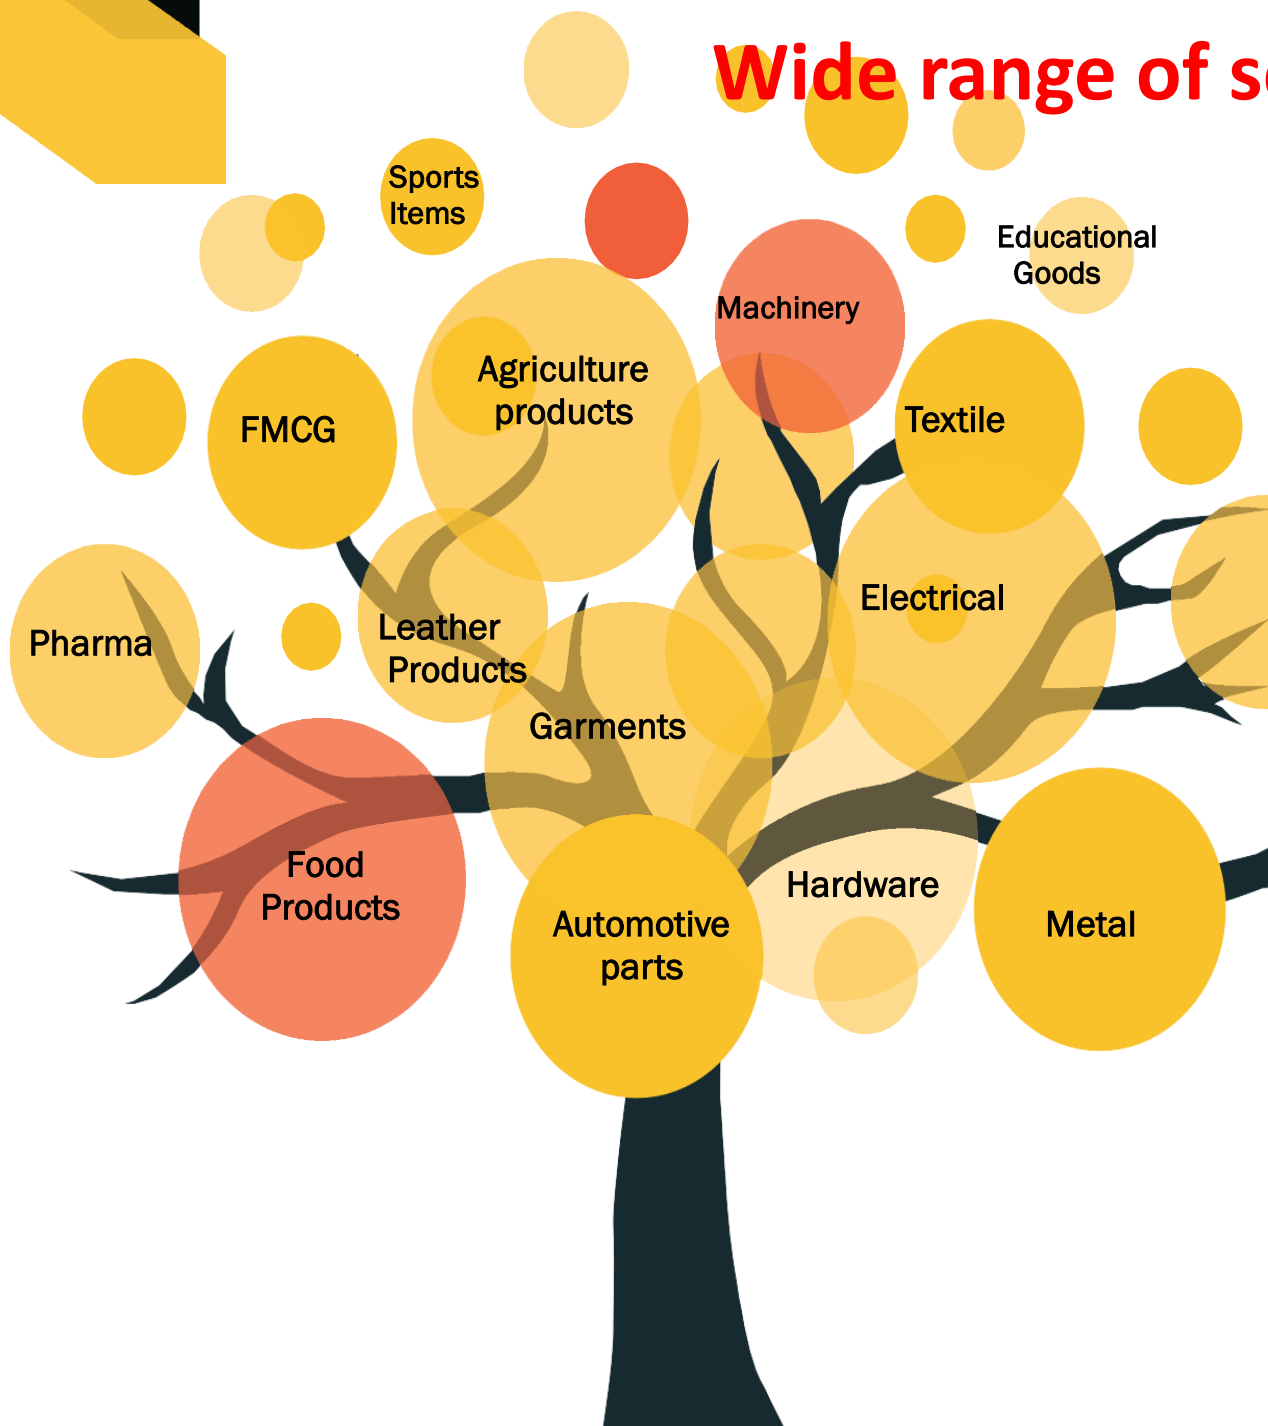 Wide range of
Sports
Items
Educational
Goods
Machinery
Agriculture
products
FMCG
Textile
Electrical
Pharma
Leather
Products
Garments
Food
Products
Hardware
Automotive
parts
Metal